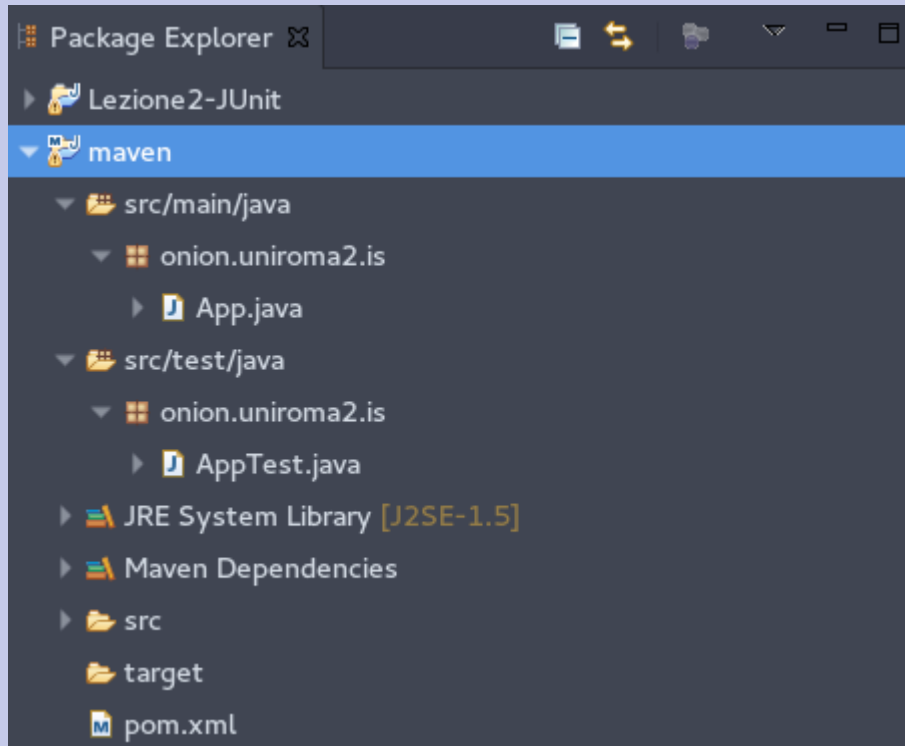 Package Explorer
Lezione2-JUnit
maven
src/main/java
onion.uniroma2.is
App.java
src/test/java
onion.uniroma2.is
AppTest.java
JRE System Library [J2SE-1.5]
Maven Dependencies
src
target
pom.xml